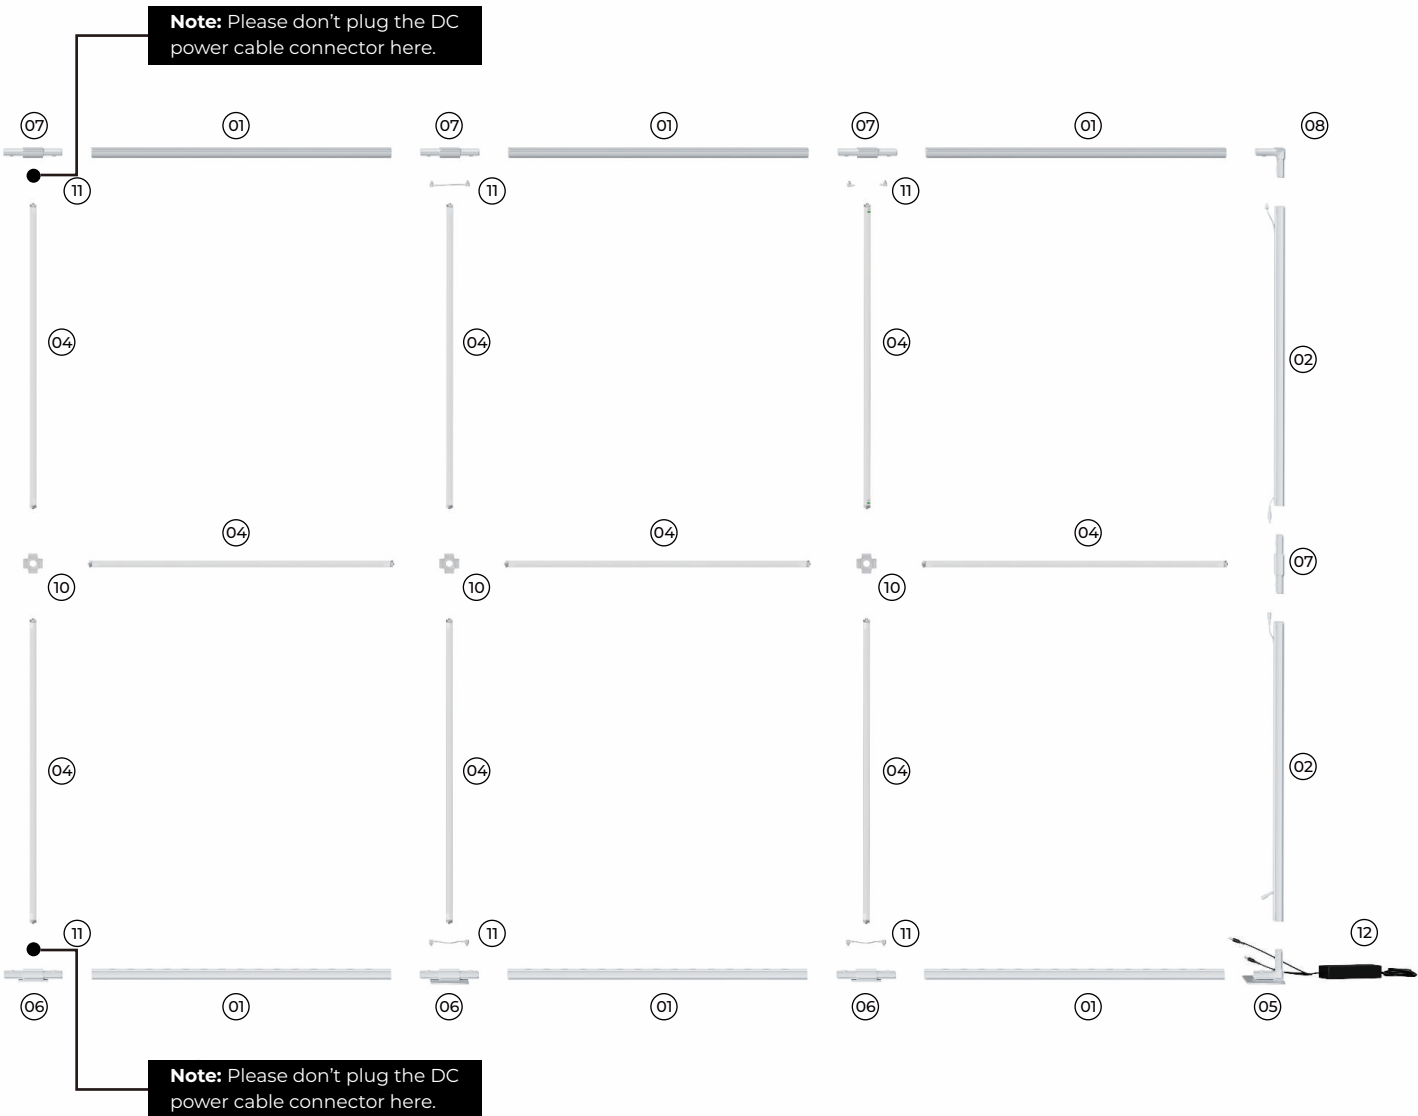 Note: Please don’t plug the DC
power cable connector here.
07 01 07 01 07 01 08
11 11 11
04 04 04 02
04 04 04
10 10 10 07
04 04 04 02
11 11 11 12
06 01 06 01 06 01 05
Note: Please don’t plug the DC
power cable connector here.